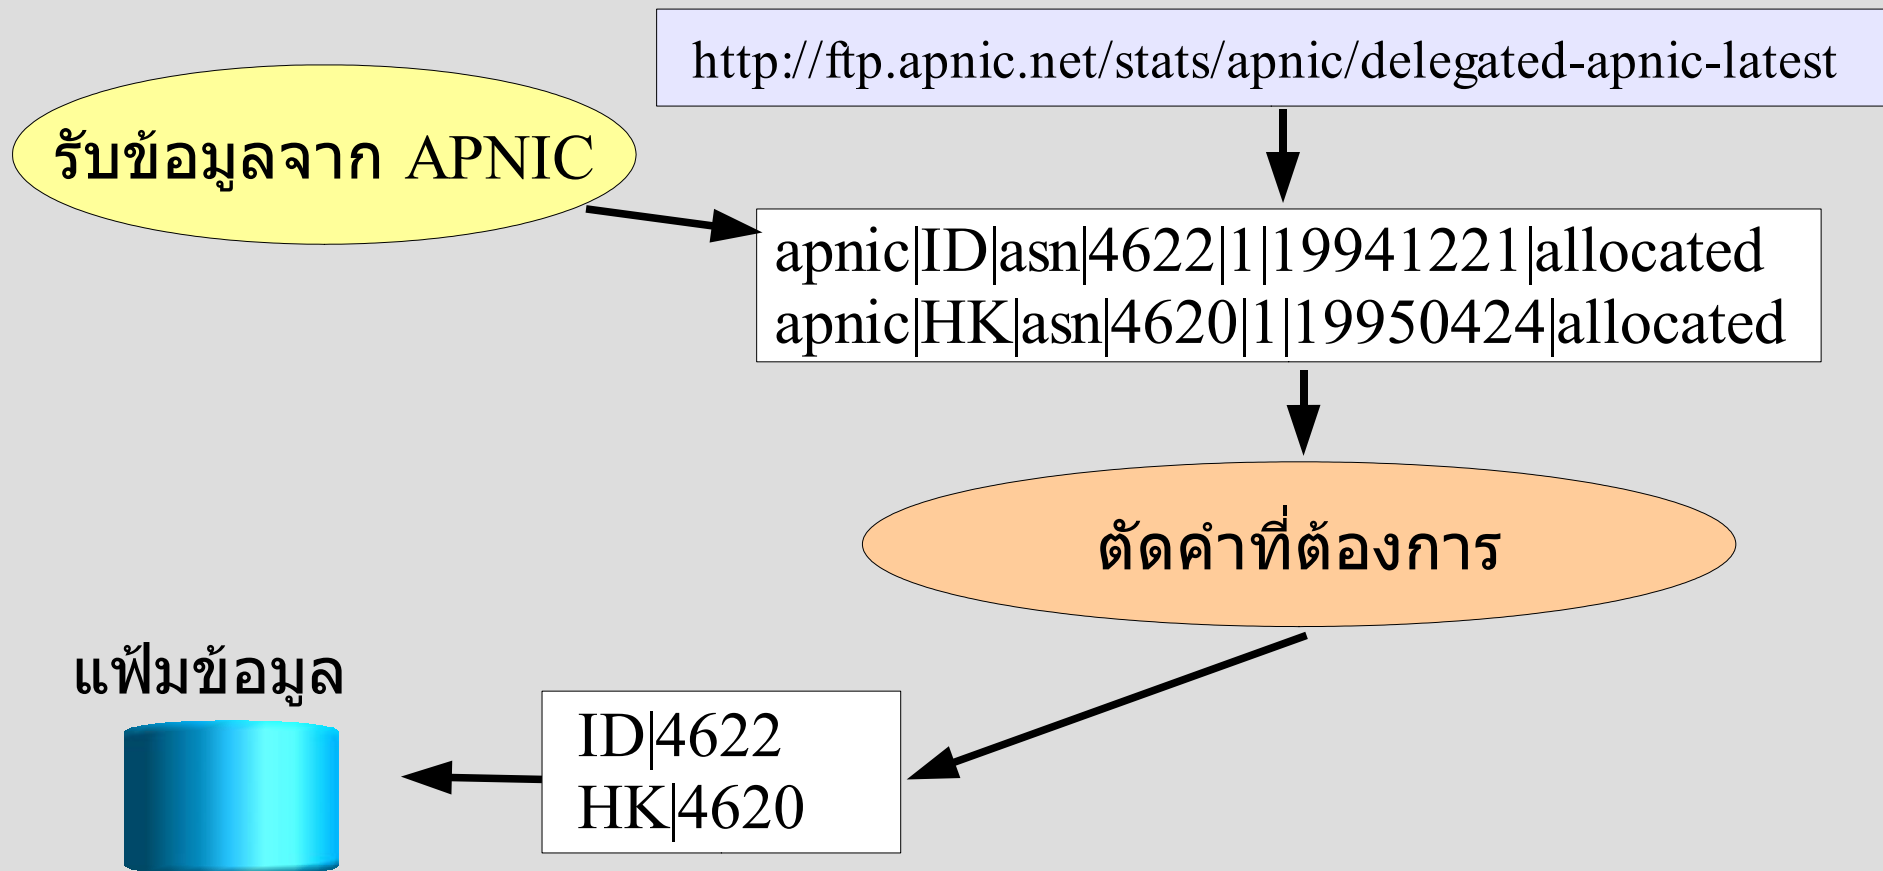 http://ftp.apnic.net/stats/apnic/delegated-apnic-latest
รับข้อมูลจาก APNIC
apnic|ID|asn|4622|1|19941221|allocated
apnic|HK|asn|4620|1|19950424|allocated
ตัดคำที่ต้องการ
แฟ้มข้อมูล
ID|4622
HK|4620